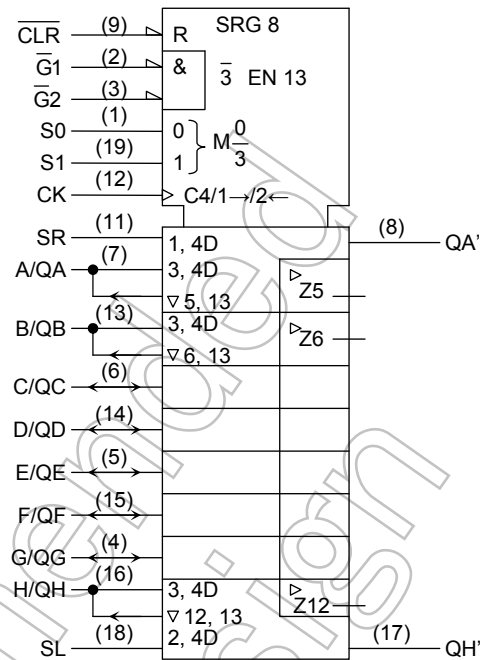 CLR (9) R SRG 8
G1 (2) & 3 EN 13
G2 (3)
S0 (1) 0 M 0/3
S1 (19) 1
CK (12) C4/1→/2←
SR (11) 1, 4D (8) QA'
A/QA (7) 3, 4D
▽ 5, 13 ▷ Z5
B/QB (13) 3, 4D
▽ 6, 13 ▷ Z6
C/QC (6)
D/QD (14)
E/QE (5)
F/QF (15)
G/QG (4)
H/QH (16) 3, 4D
▽ 12, 13 ▷ Z12
SL (18) 2, 4D (17) QH'